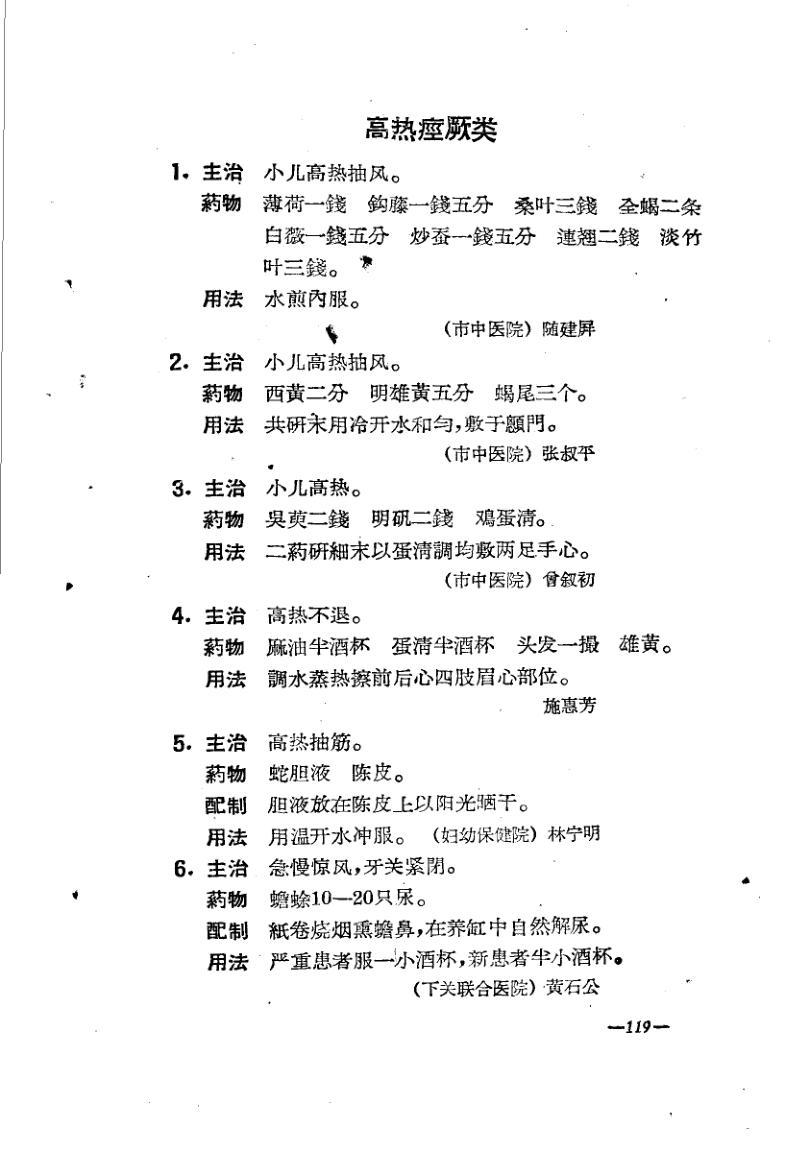 高热痙厥类
1. 主治 小儿高热抽风。
葯物 薄荷一錢 鈎藤一錢五分 桑叶三錢 全蝎二条
白薇一錢五分 炒蚕一錢五分 連翘二錢 淡竹
叶三錢。
用法 水煎內服。
(市中医院) 随建屏
2. 主治 小儿高热抽风。
葯物 西黄二分 明雄黄五分 蝎尾三个。
用法 共研末用冷开水和匀,敷于顖門。
(市中医院) 张叔平
3. 主治 小儿高热。
葯物 吳萸二錢 明矾二錢 鷄蛋清。
用法 二葯研細末以蛋清調均敷两足手心。
(市中医院) 曾叙初
4. 主治 高热不退。
葯物 麻油半酒杯 蛋清半酒杯 头发一撮 雄黄。
用法 調水蒸热擦前后心四肢眉心部位。
施惠芳
5. 主治 高热抽筋。
葯物 蛇胆液 陈皮。
配制 胆液放在陈皮上以阳光晒干。
用法 用温开水冲服。 (妇幼保健院) 林宁明
6. 主治 急慢惊风,牙关紧閉。
葯物 蟾蜍10—20只尿。
配制 紙卷烧烟熏蟾鼻,在养缸中自然解尿。
用法 严重患者服一小酒杯,新患者半小酒杯。
(下关联合医院) 黄石公
—119—